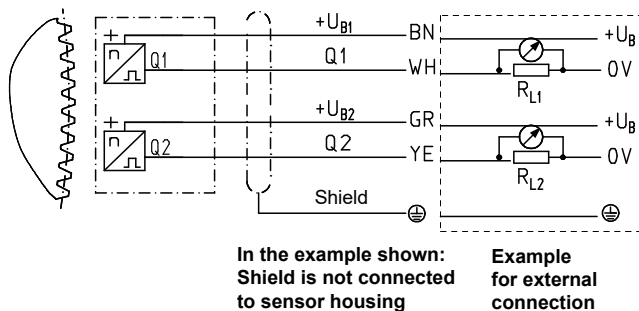 + n Q1 +U_B1 BN +U_B
Q1 WH R_L1 0V
+ n Q2 +U_B2 GR +U_B
Q2 YE R_L2 0V
Shield
In the example shown:
Shield is not connected
to sensor housing
Example
for external
connection